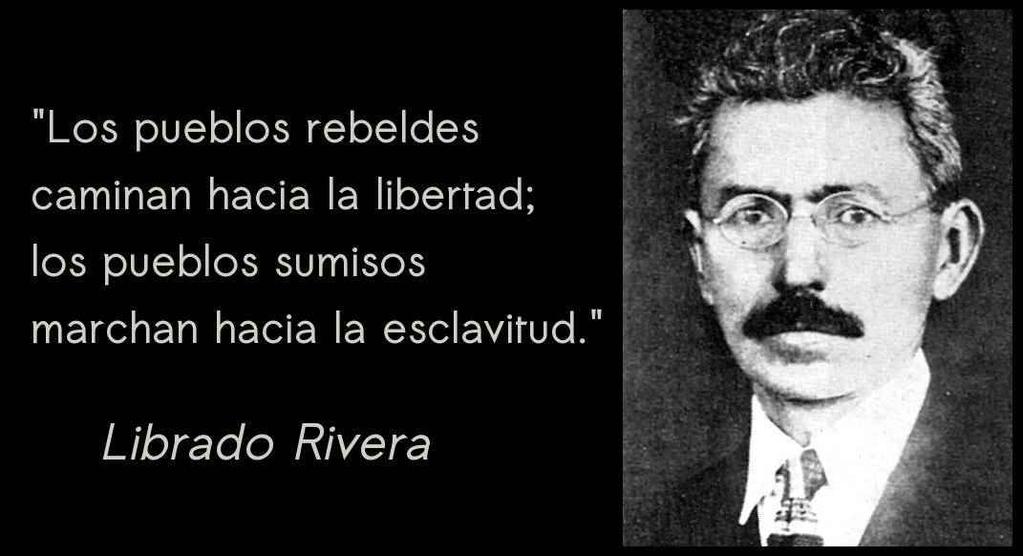 "Los pueblos rebeldes
caminan hacia la libertad;
los pueblos sumisos
marchan hacia la esclavitud."
Librado Rivera